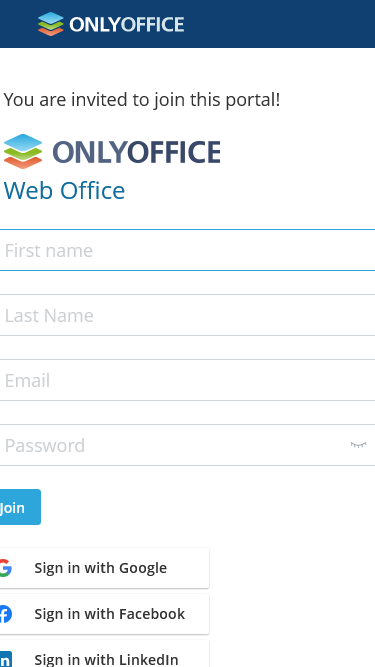 ONLYOFFICE
You are invited to join this portal!
ONLYOFFICE
Web Office
First name
Last Name
Email
Password
Join
Sign in with Google
Sign in with Facebook
Sign in with LinkedIn